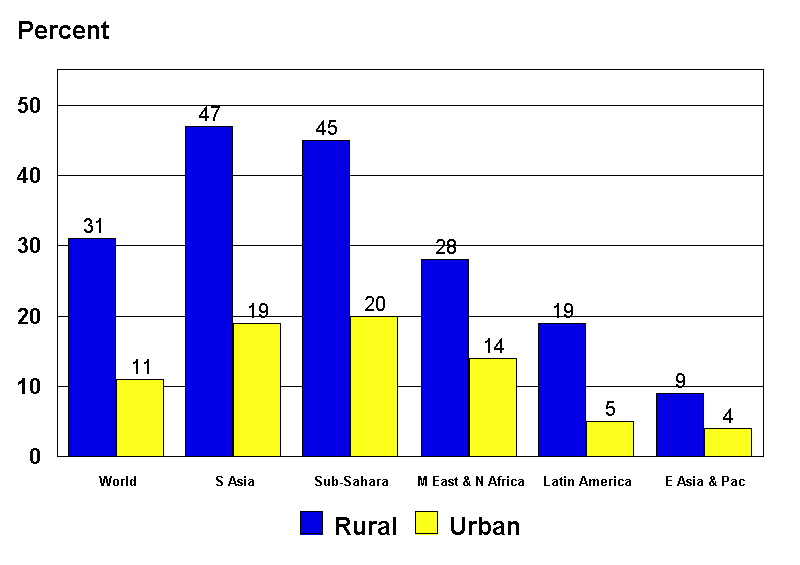 Percent
50
40
30
20
10
0
31
11
47
19
45
20
28
14
19
5
9
4
World
S Asia
Sub-Sahara
M East & N Africa
Latin America
E Asia & Pac
Rural
Urban